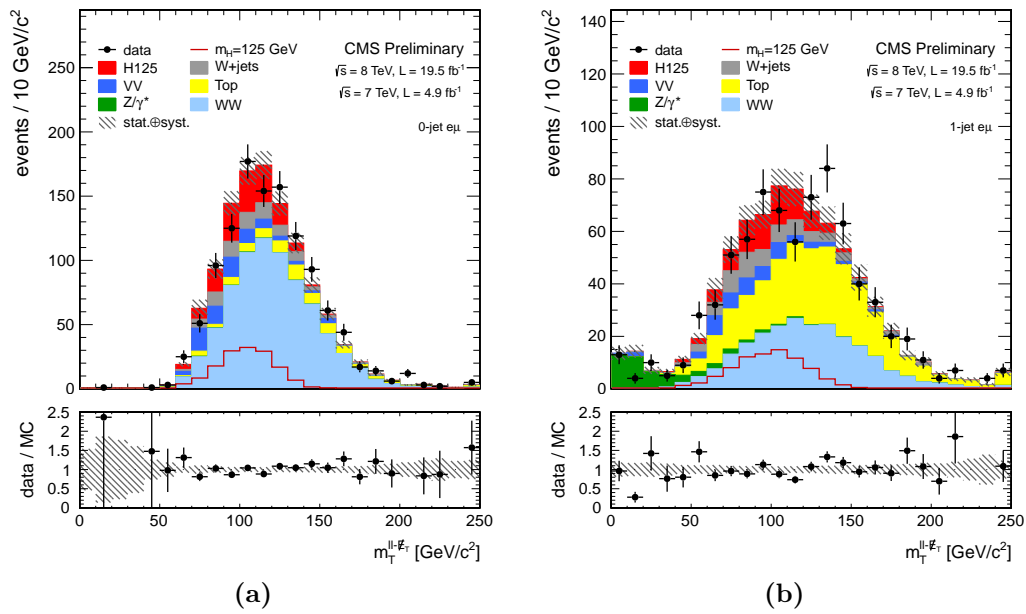 events / 10 GeV/c²
250
200
150
100
50
0
data
m_H=125 GeV
H125
W+jets
VV
Top
Z/γ*
WW
stat.⊕syst.
CMS Preliminary
√s = 8 TeV, L = 19.5 fb⁻¹
√s = 7 TeV, L = 4.9 fb⁻¹
0-jet eμ
data / MC
2.5
2
1.5
1
0.5
0
0 50 100 150 200 250
m_T^{ll-E̸_T} [GeV/c²]
(a)
events / 10 GeV/c²
140
120
100
80
60
40
20
0
data
m_H=125 GeV
H125
W+jets
VV
Top
Z/γ*
WW
stat.⊕syst.
CMS Preliminary
√s = 8 TeV, L = 19.5 fb⁻¹
√s = 7 TeV, L = 4.9 fb⁻¹
1-jet eμ
data / MC
2.5
2
1.5
1
0.5
0
0 50 100 150 200 250
m_T^{ll-E̸_T} [GeV/c²]
(b)